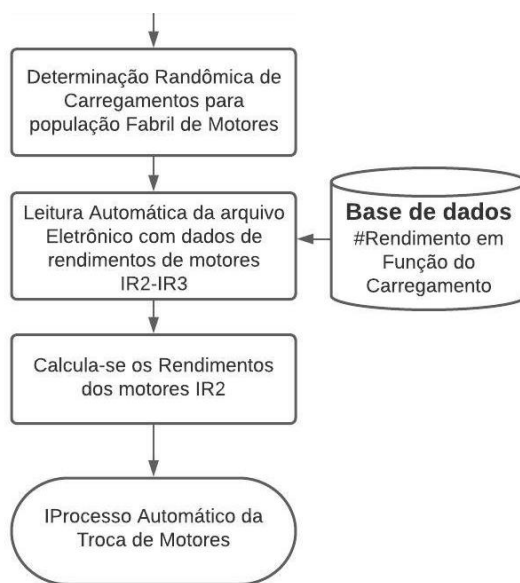 Determinação Randômica de
Carregamentos para
população Fabril de Motores
Leitura Automática da arquivo
Eletrônico com dados de
rendimentos de motores
IR2-IR3
Base de dados
#Rendimento em
Função do
Carregamento
Calcula-se os Rendimentos
dos motores IR2
IProcesso Automático da
Troca de Motores